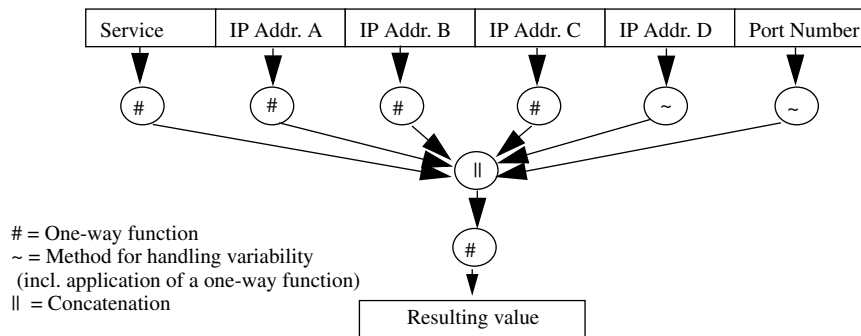 Service IP Addr. A IP Addr. B IP Addr. C IP Addr. D Port Number
# # # # ~ ~
||
#
# = One-way function
~ = Method for handling variability
(incl. application of a one-way function)
|| = Concatenation
Resulting value